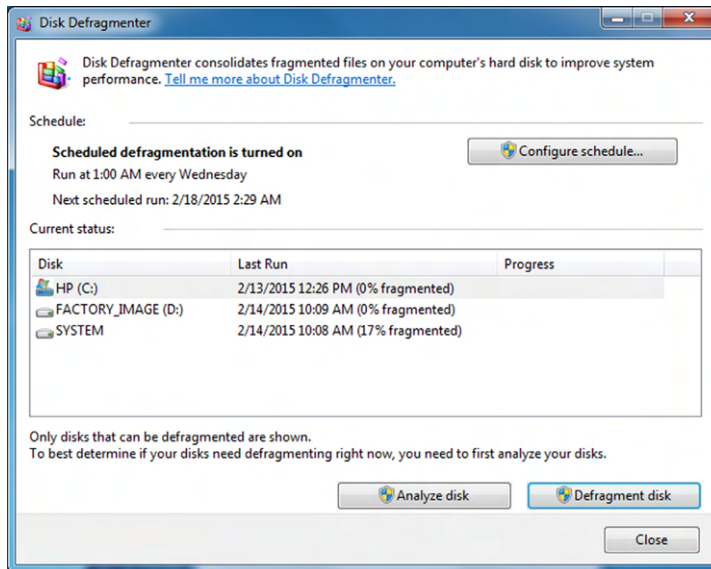 Disk Defragmenter
Disk Defragmenter consolidates fragmented files on your computer's hard disk to improve system
performance. Tell me more about Disk Defragmenter.
Schedule:
Scheduled defragmentation is turned on
Configure schedule...
Run at 1:00 AM every Wednesday
Next scheduled run: 2/18/2015 2:29 AM
Current status:
Disk Last Run Progress
HP (C:) 2/13/2015 12:26 PM (0% fragmented)
FACTORY_IMAGE (D:) 2/14/2015 10:09 AM (0% fragmented)
SYSTEM 2/14/2015 10:08 AM (17% fragmented)
Only disks that can be defragmented are shown.
To best determine if your disks need defragmenting right now, you need to first analyze your disks.
Analyze disk Defragment disk
Close